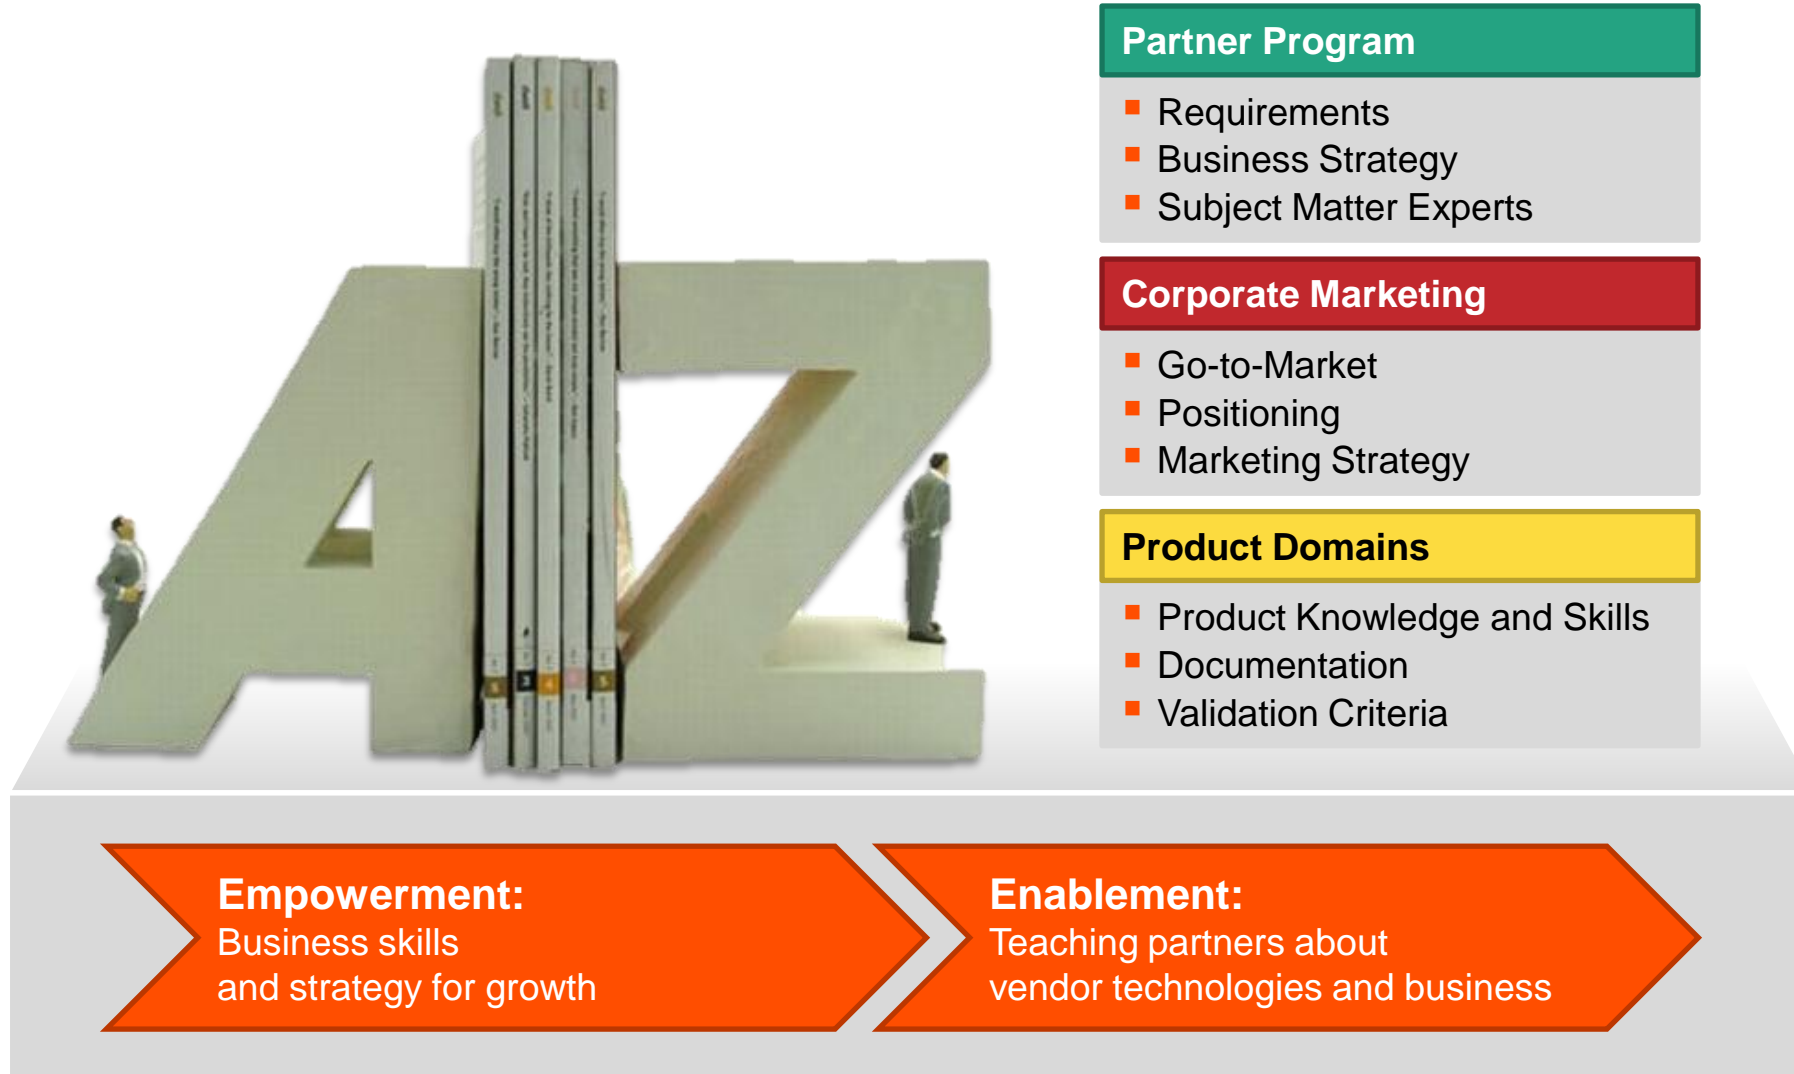 Partner Program
Requirements
Business Strategy
Subject Matter Experts
Corporate Marketing
Go-to-Market
Positioning
Marketing Strategy
Product Domains
Product Knowledge and Skills
Documentation
Validation Criteria
A
Z
Empowerment:
Business skills
and strategy for growth
Enablement:
Teaching partners about
vendor technologies and business